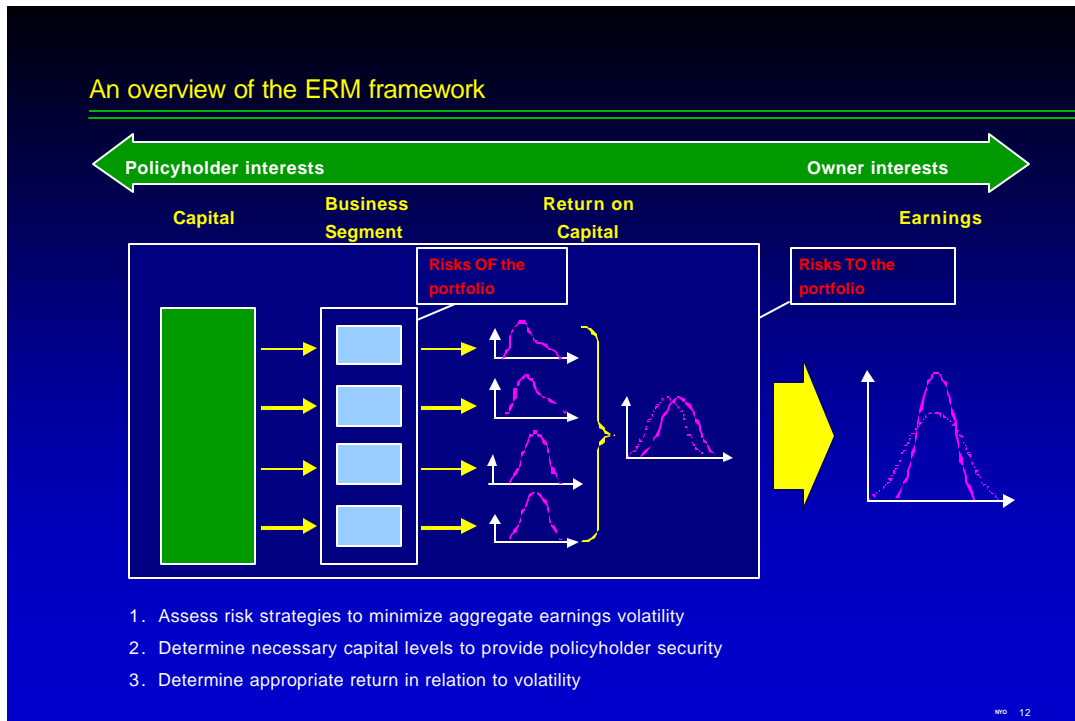 An overview of the ERM framework
Policyholder interests
Owner interests
Capital
Business
Segment
Return on
Capital
Earnings
Risks OF the
portfolio
Risks TO the
portfolio
1. Assess risk strategies to minimize aggregate earnings volatility
2. Determine necessary capital levels to provide policyholder security
3. Determine appropriate return in relation to volatility
NYO 12